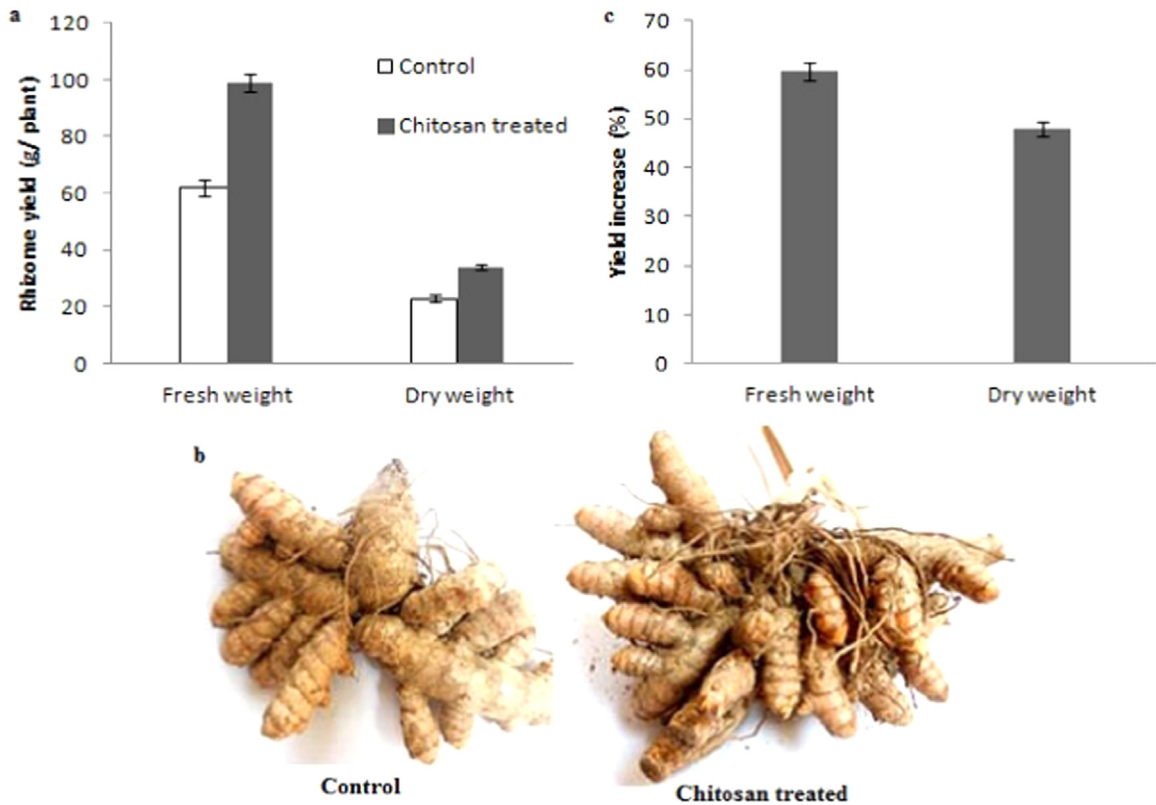 a
120
100
80
60
40
20
0
Rhizome yield (g/ plant)
Control
Chitosan treated
Fresh weight
Dry weight
c
70
60
50
40
30
20
10
0
Yield increase (%)
Fresh weight
Dry weight
b
Control
Chitosan treated